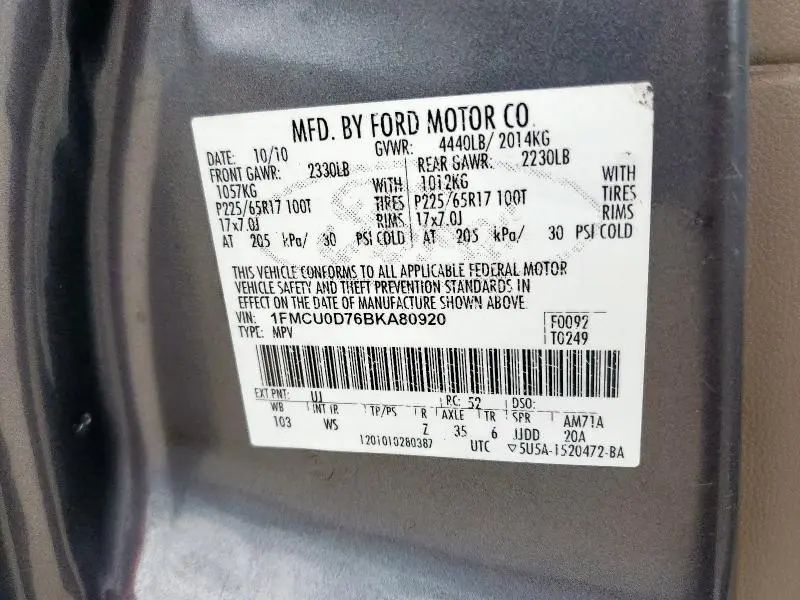 MFD. BY FORD MOTOR CO.
DATE: 10/10 GVWR: 4440LB/ 2014KG
FRONT GAWR: 2330LB REAR GAWR: 2230LB
1057KG WITH 1012KG WITH
P225/65R17 100T TIRES P225/65R17 100T TIRES
17x7.0J RIMS 17x7.0J RIMS
AT 205 kPa/ 30 PSI COLD AT 205 kPa/ 30 PSI COLD
THIS VEHICLE CONFORMS TO ALL APPLICABLE FEDERAL MOTOR
VEHICLE SAFETY AND THEFT PREVENTION STANDARDS IN
EFFECT ON THE DATE OF MANUFACTURE SHOWN ABOVE.
VIN: 1FMCU0D76BKA80920 F0092
TYPE: MPV T0249
EXT PNT: UJ RC: 52 DSO:
WB INT TR TP/PS R AXLE TR SPR AM71A
103 WS Z 35 6 JJDD 20A
1201010280387 UTC ▽5U5A-1520472-BA